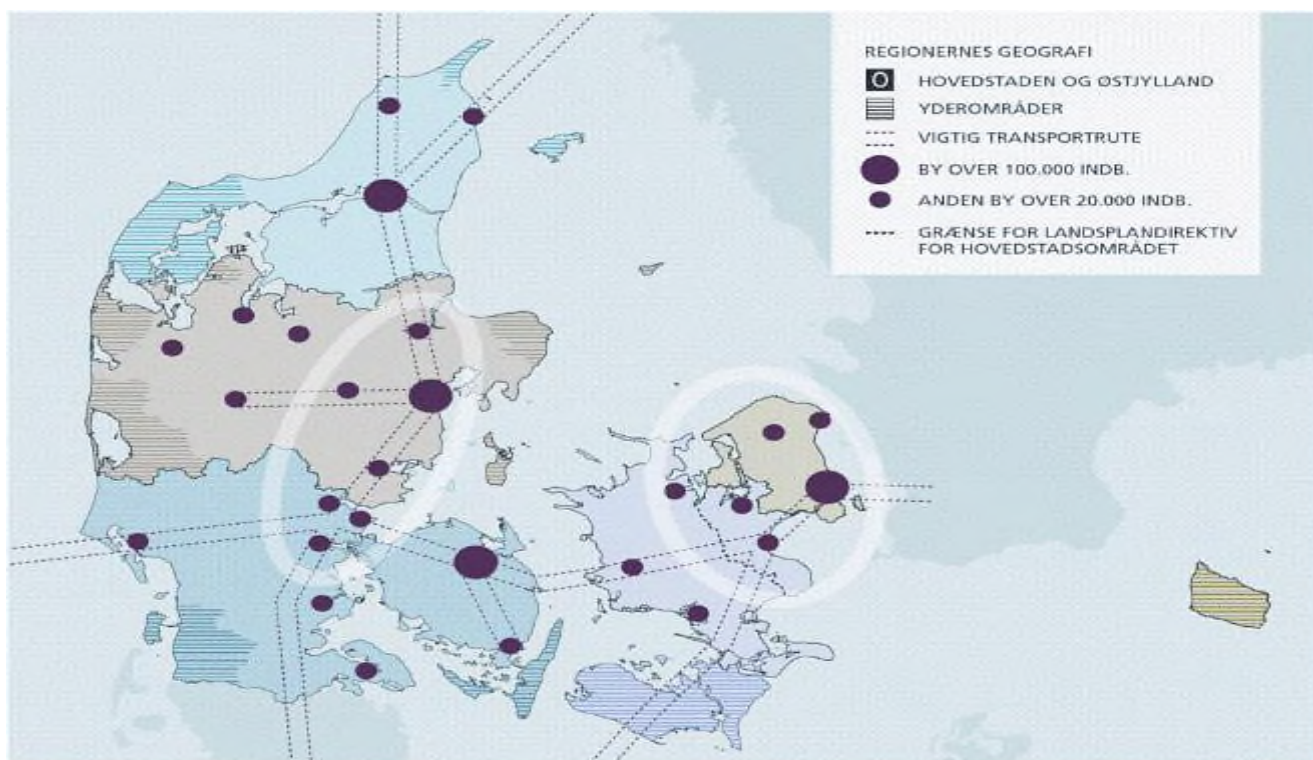 REGIONERNES GEOGRAFI
HOVEDSTADEN OG ØSTJYLLAND
YDEROMRÅDER
VIGTIG TRANSPORTRUTE
BY OVER 100.000 INDB.
ANDEN BY OVER 20.000 INDB.
GRÆNSE FOR LANDSPLANDIREKTIV
FOR HOVEDSTADSOMRÅDET